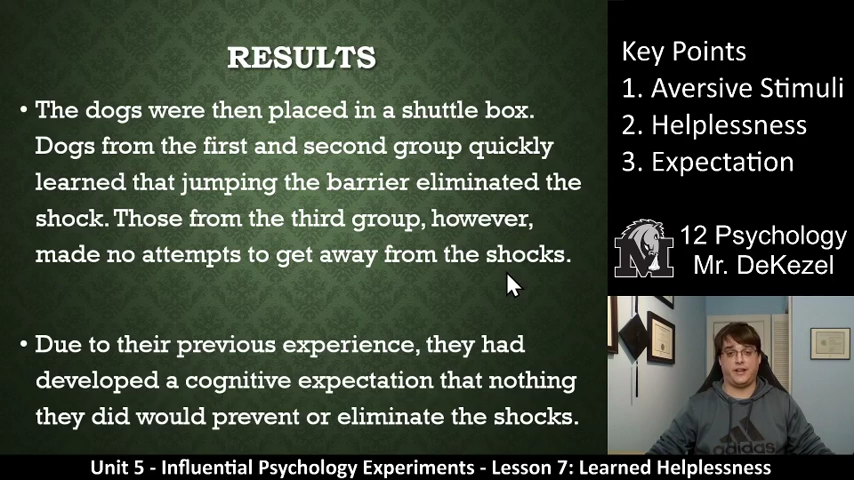 RESULTS
• The dogs were then placed in a shuttle box.
Dogs from the first and second group quickly
learned that jumping the barrier eliminated the
shock. Those from the third group, however,
made no attempts to get away from the shocks.
• Due to their previous experience, they had
developed a cognitive expectation that nothing
they did would prevent or eliminate the shocks.
Key Points
1. Aversive Stimuli
2. Helplessness
3. Expectation
M
12 Psychology
Mr. DeKezel
adidas
Unit 5 - Influential Psychology Experiments - Lesson 7: Learned Helplessness